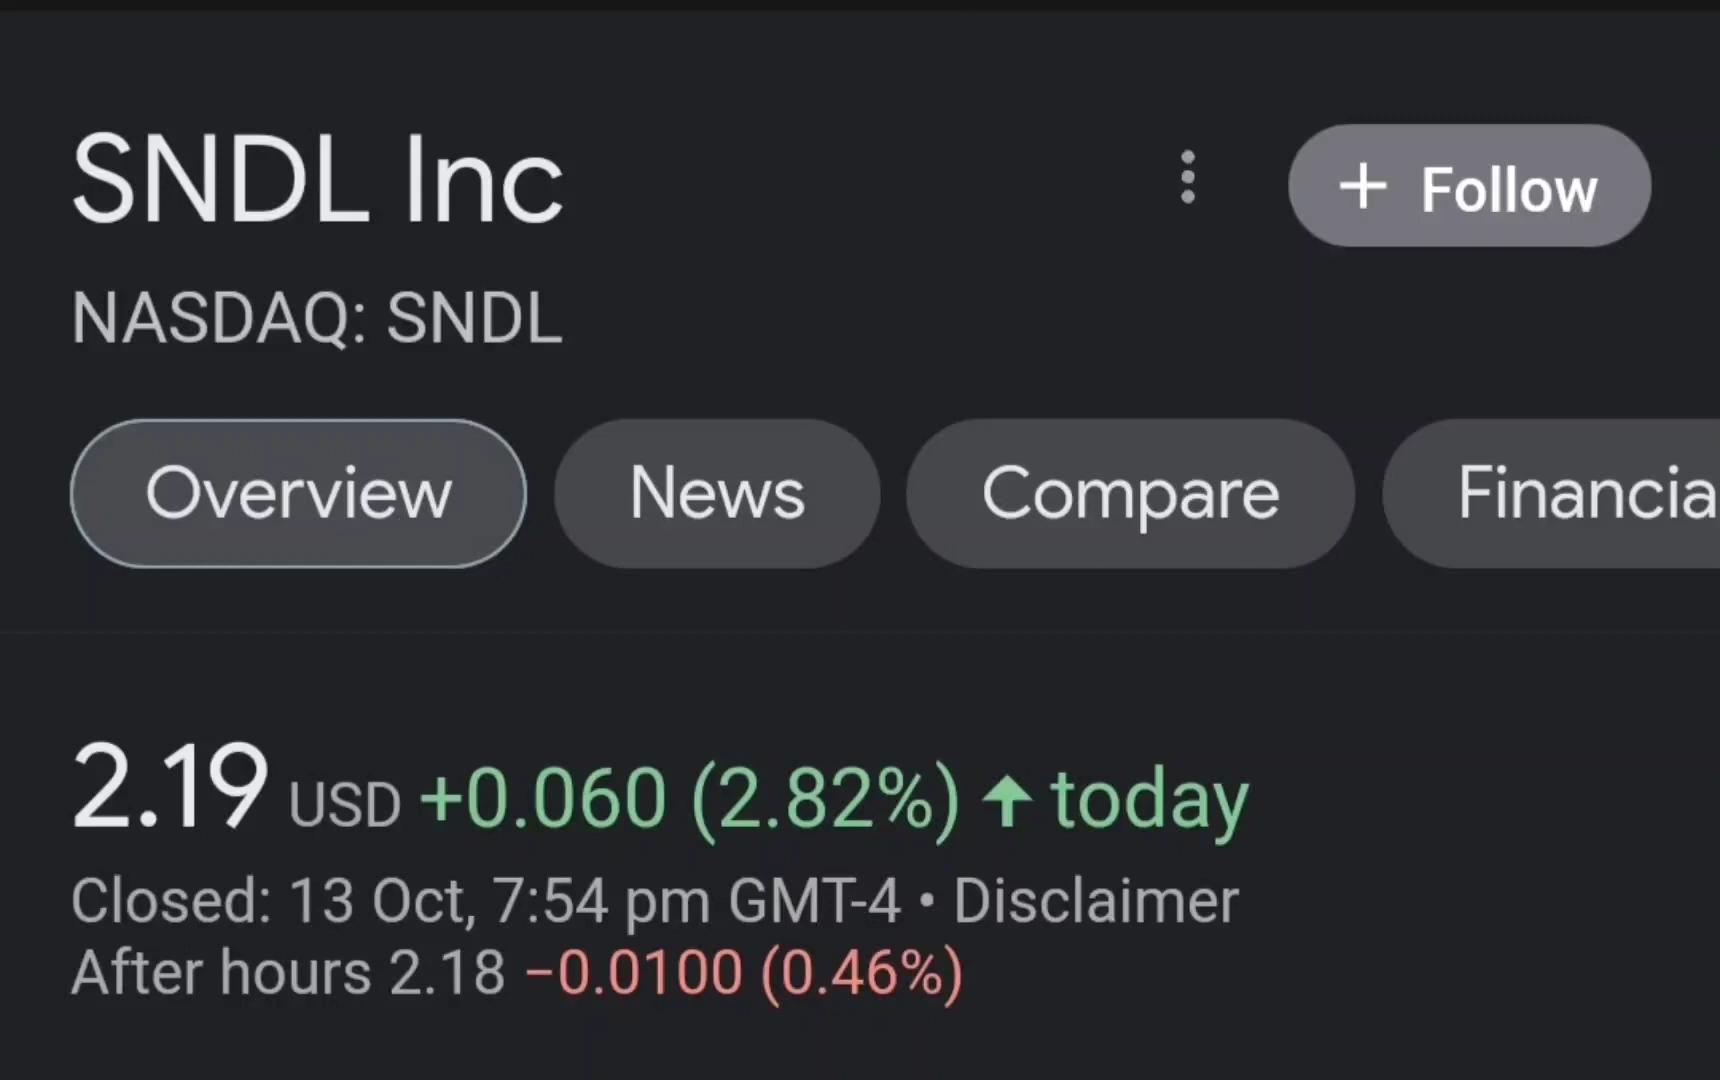 SNDL Inc
+ Follow
NASDAQ: SNDL
Overview News Compare Financia
2.19 USD +0.060 (2.82%) ↑ today
Closed: 13 Oct, 7:54 pm GMT-4 • Disclaimer
After hours 2.18 −0.0100 (0.46%)